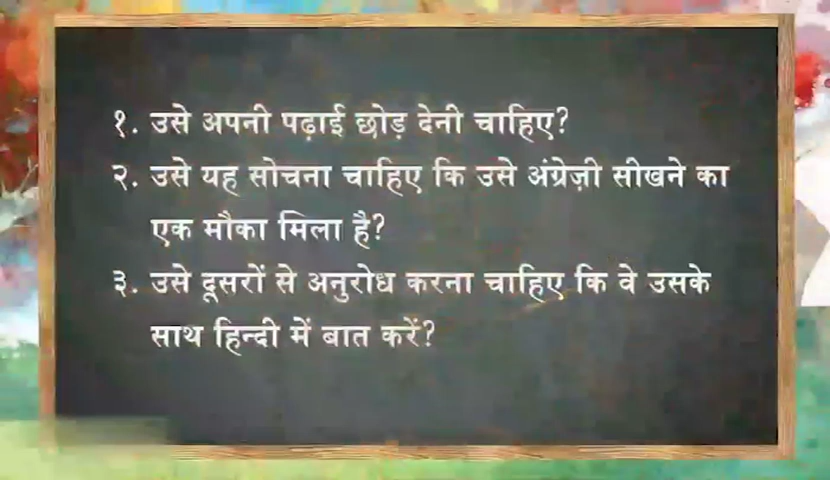 १. उसे अपनी पढ़ाई छोड़ देनी चाहिए?
२. उसे यह सोचना चाहिए कि उसे अंग्रेज़ी सीखने का
एक मौका मिला है?
३. उसे दूसरों से अनुरोध करना चाहिए कि वे उसके
साथ हिन्दी में बात करें?